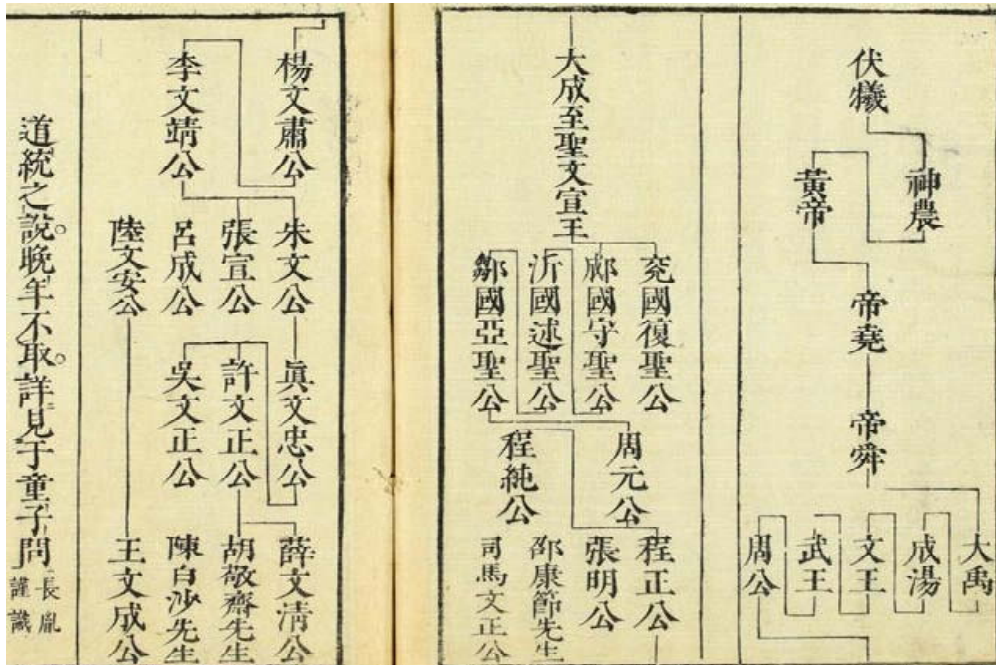 伏犠
神農
黃帝
帝堯
帝舜
大禹
成湯
文王
武王
周公
大成至聖文宣王
兖國復聖公
郕國守聖公
沂國述聖公
鄒國亞聖公
周元公
程純公
程正公
張明公
邵康節先生
司馬文正公
楊文肅公
李文靖公
朱文公
張宣公
呂成公
陸文安公
眞文忠公
許文正公
吳文正公
薛文清公
胡敬齋先生
陳白沙先生
王文成公
道統之說。晚年不取。詳見于童子問
長胤
謹識